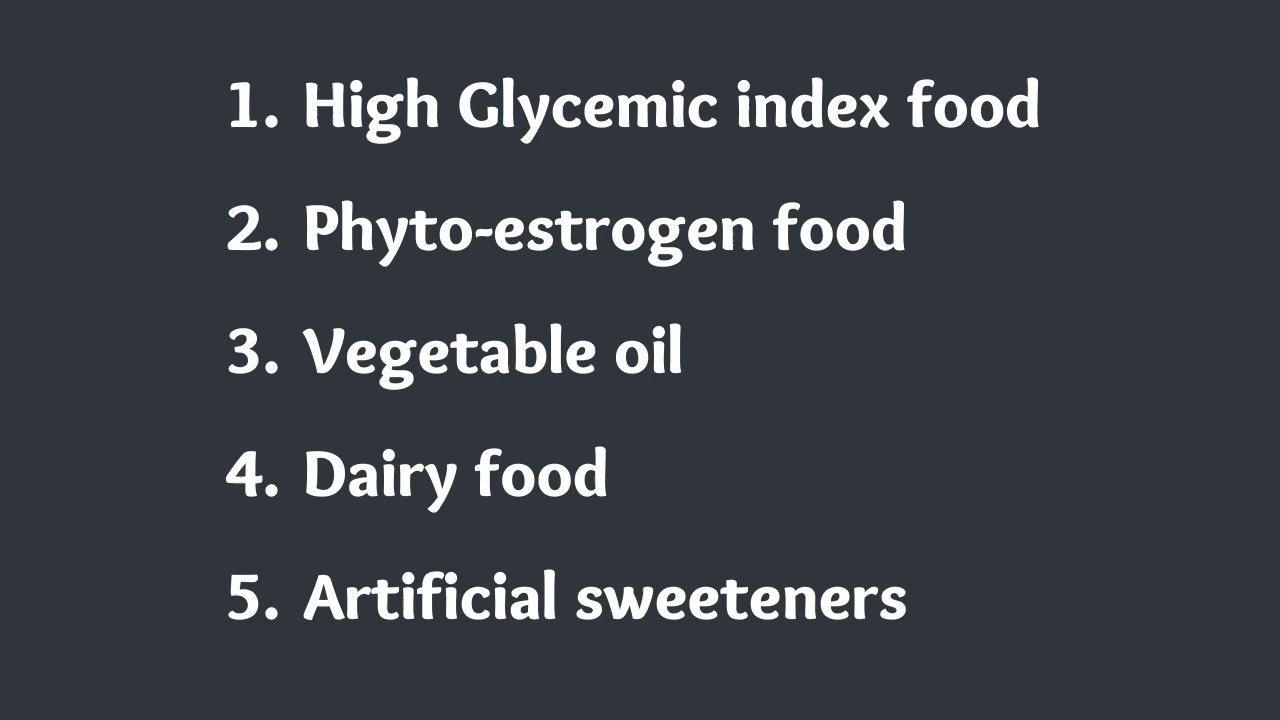 1. High Glycemic index food
2. Phyto-estrogen food
3. Vegetable oil
4. Dairy food
5. Artificial sweeteners